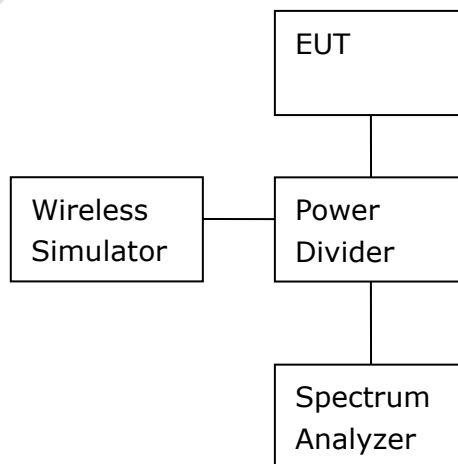 EUT
Wireless
Simulator
Power
Divider
Spectrum
Analyzer